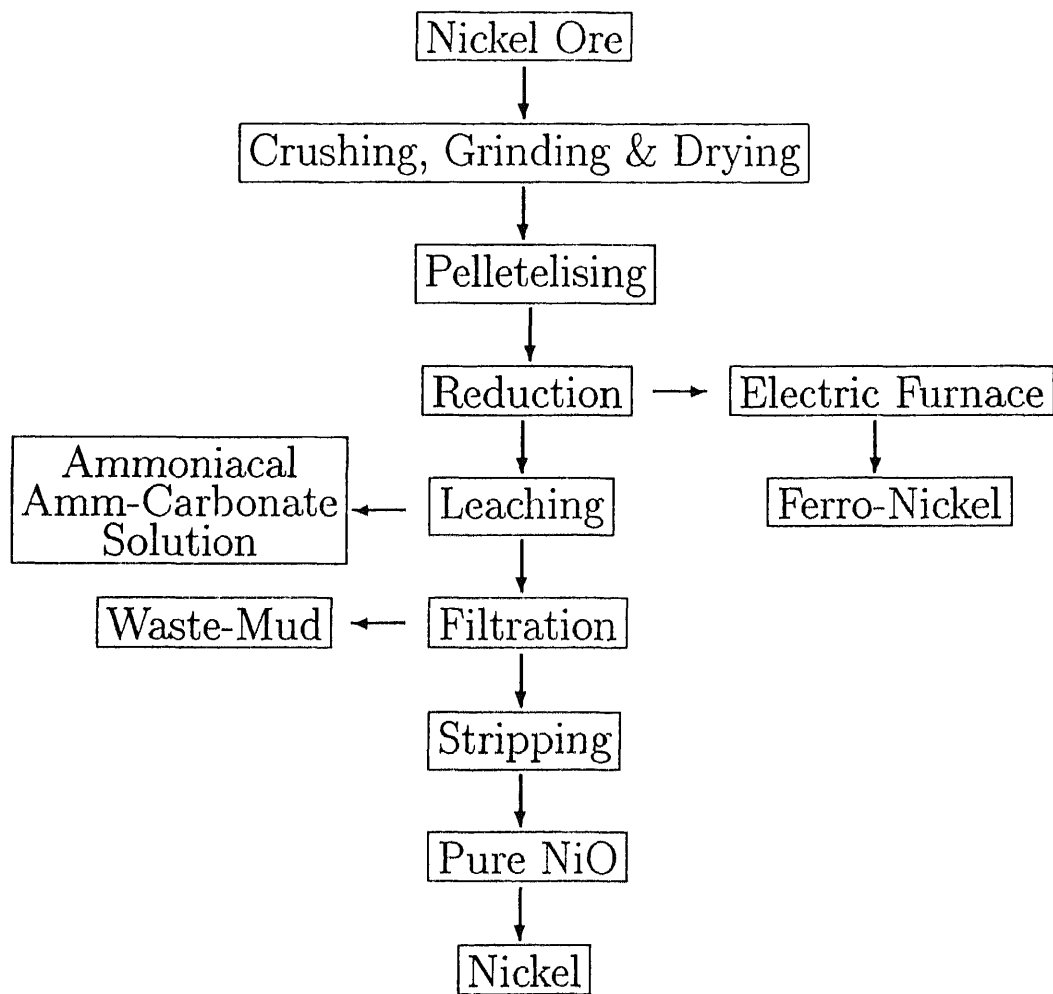 Nickel Ore
Crushing, Grinding & Drying
Pelletelising
Reduction
Electric Furnace
Ammoniacal
Amm-Carbonate
Solution
Leaching
Ferro-Nickel
Waste-Mud
Filtration
Stripping
Pure NiO
Nickel